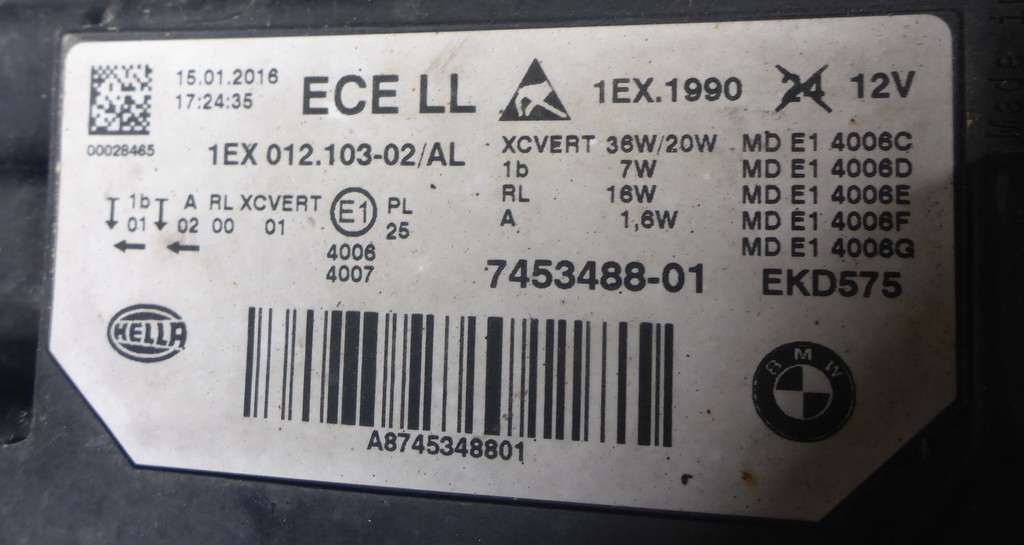 15.01.2016
17:24:35
00028465
ECE LL
1EX.1990 24 12V
1EX 012.103-02/AL
XCVERT 36W/20W MD E1 4006C
1b 7W MD E1 4006D
RL 16W MD E1 4006E
A 1,6W MD E1 4006F
MD E1 4006G
1b A RL XCVERT E1 PL
01 02 00 01 25
4006
4007
7453488-01 EKD575
HELLA
BMW
A8745348801
Made in